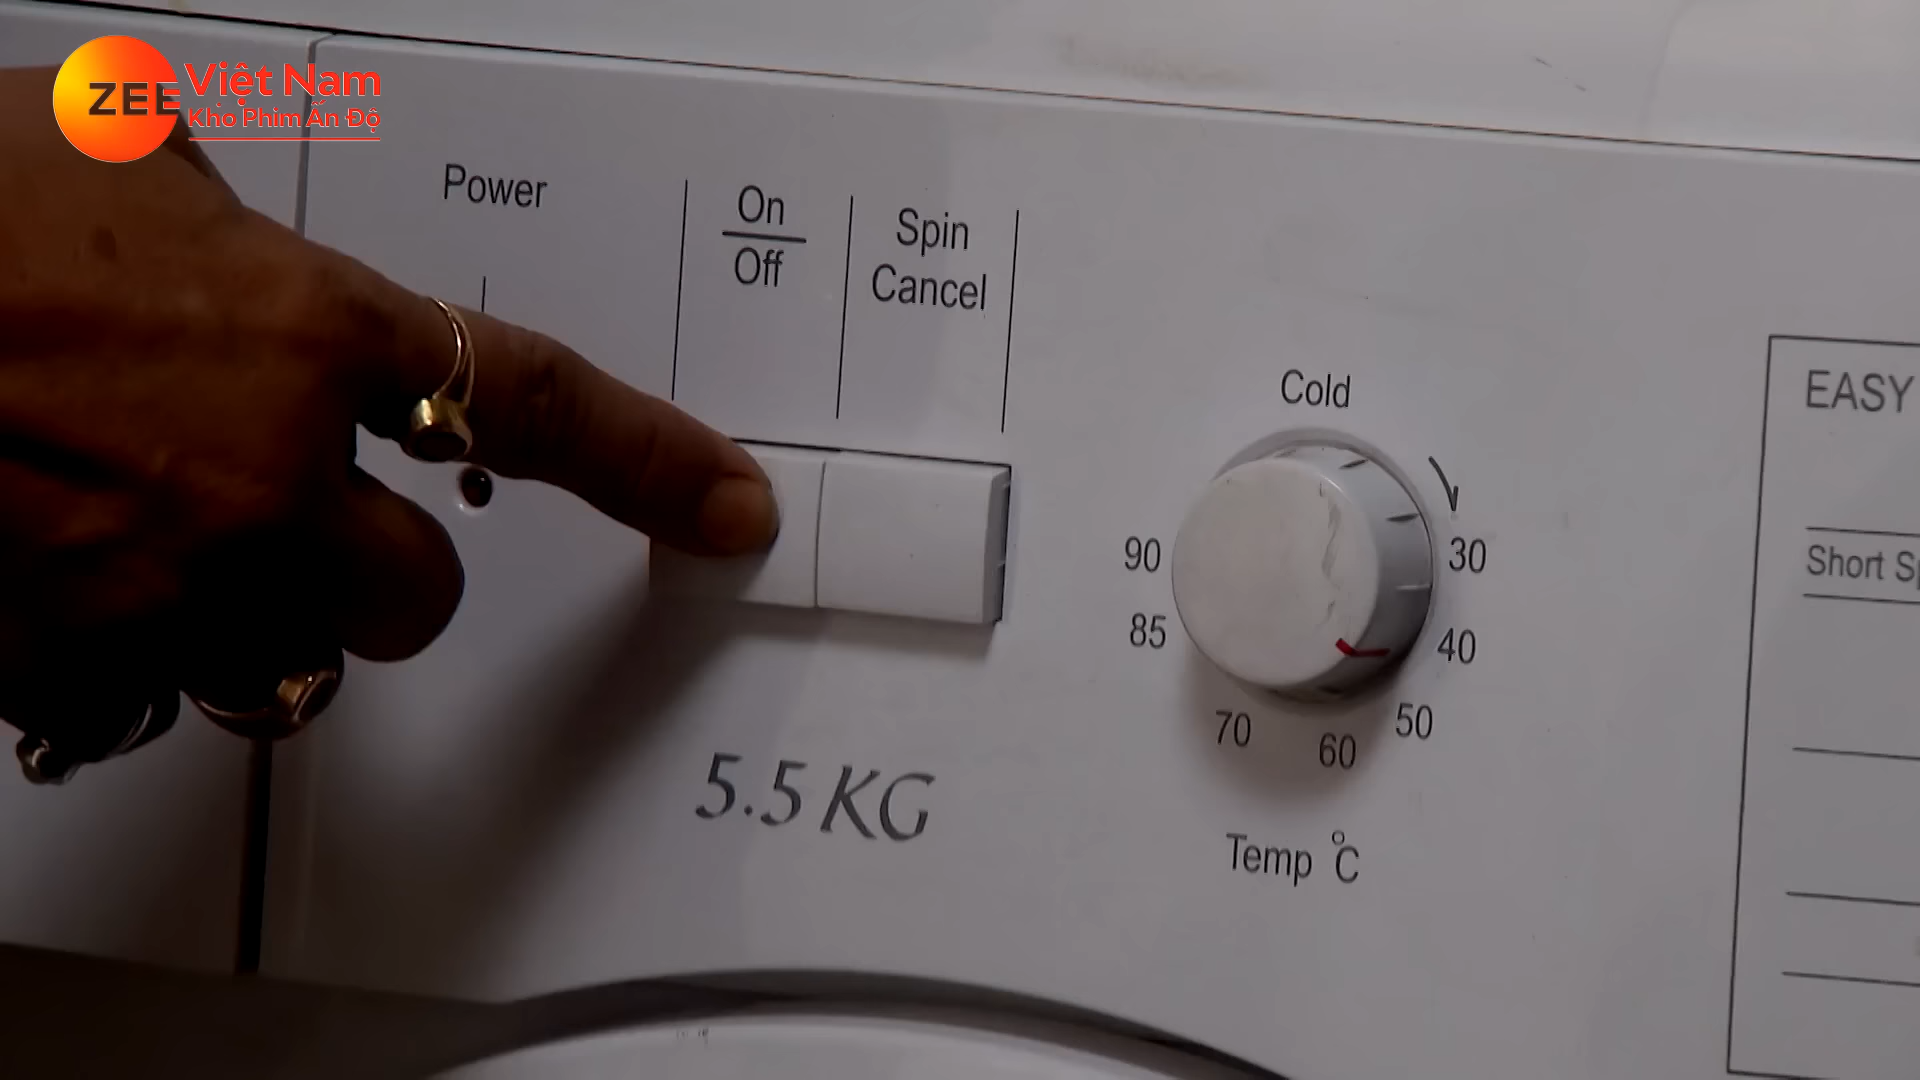 ZEE Việt Nam
Kho Phim Ấn Độ
Power
On
Off
Spin
Cancel
Cold
EASY
90
30
Short
85
40
70
60
50
5.5 KG
Temp °C